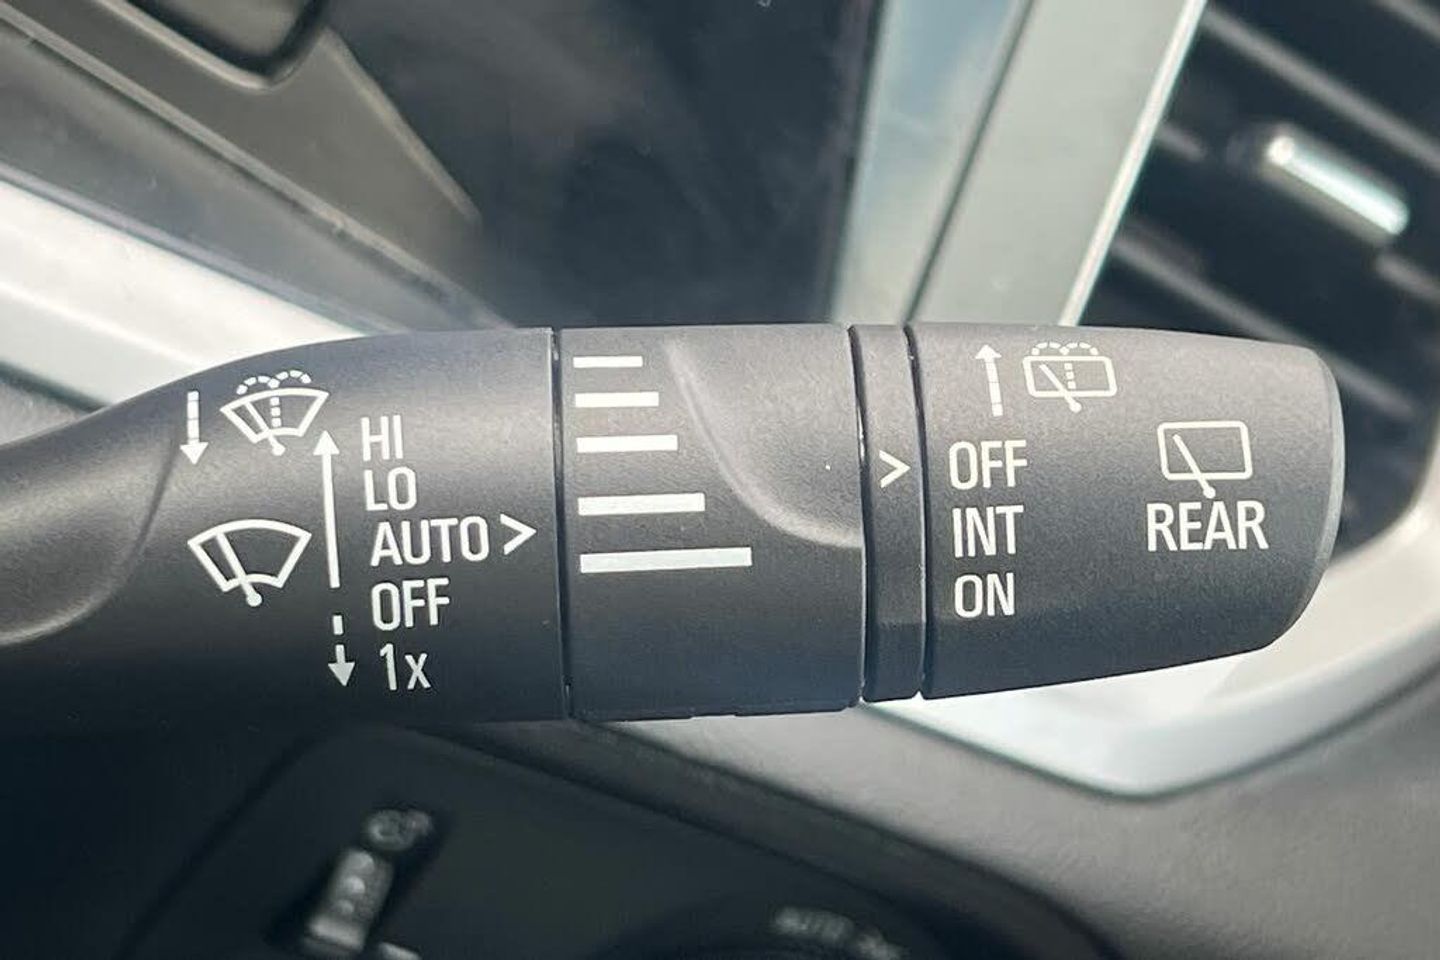 HI
LO
AUTO >
OFF
1x
>
OFF
INT
ON
REAR